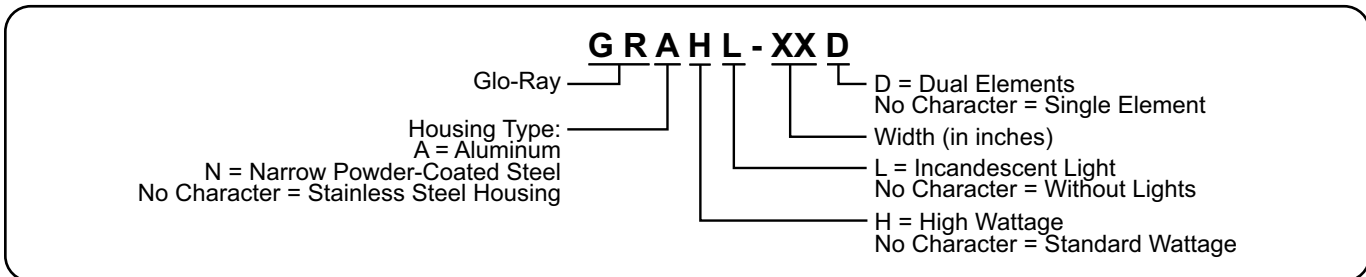 G R A H L - XX D
Glo-Ray
Housing Type:
A = Aluminum
N = Narrow Powder-Coated Steel
No Character = Stainless Steel Housing
D = Dual Elements
No Character = Single Element
Width (in inches)
L = Incandescent Light
No Character = Without Lights
H = High Wattage
No Character = Standard Wattage